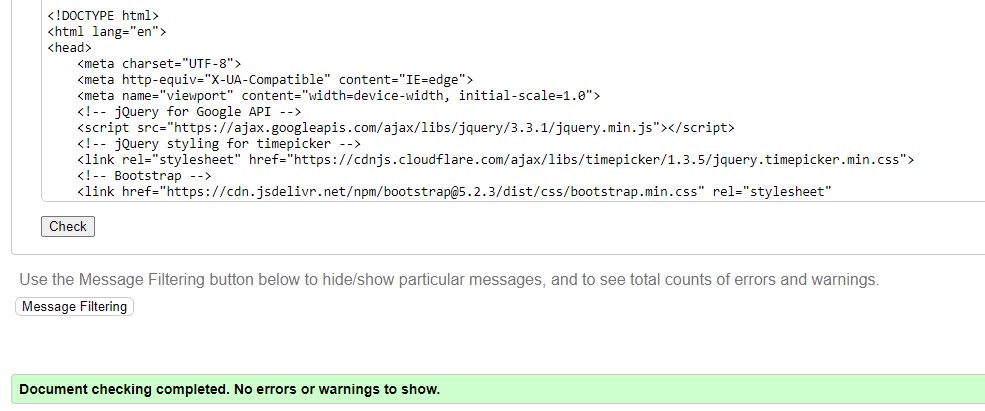 <!DOCTYPE html>
<html lang="en">
<head>
    <meta charset="UTF-8">
    <meta http-equiv="X-UA-Compatible" content="IE=edge">
    <meta name="viewport" content="width=device-width, initial-scale=1.0">
    <!-- jQuery for Google API -->
    <script src="https://ajax.googleapis.com/ajax/libs/jquery/3.3.1/jquery.min.js"></script>
    <!-- jQuery styling for timepicker -->
    <link rel="stylesheet" href="https://cdnjs.cloudflare.com/ajax/libs/timepicker/1.3.5/jquery.timepicker.min.css">
    <!-- Bootstrap -->
    <link href="https://cdn.jsdelivr.net/npm/bootstrap@5.2.3/dist/css/bootstrap.min.css" rel="stylesheet"
Check
Use the Message Filtering button below to hide/show particular messages, and to see total counts of errors and warnings.
Message Filtering
Document checking completed. No errors or warnings to show.